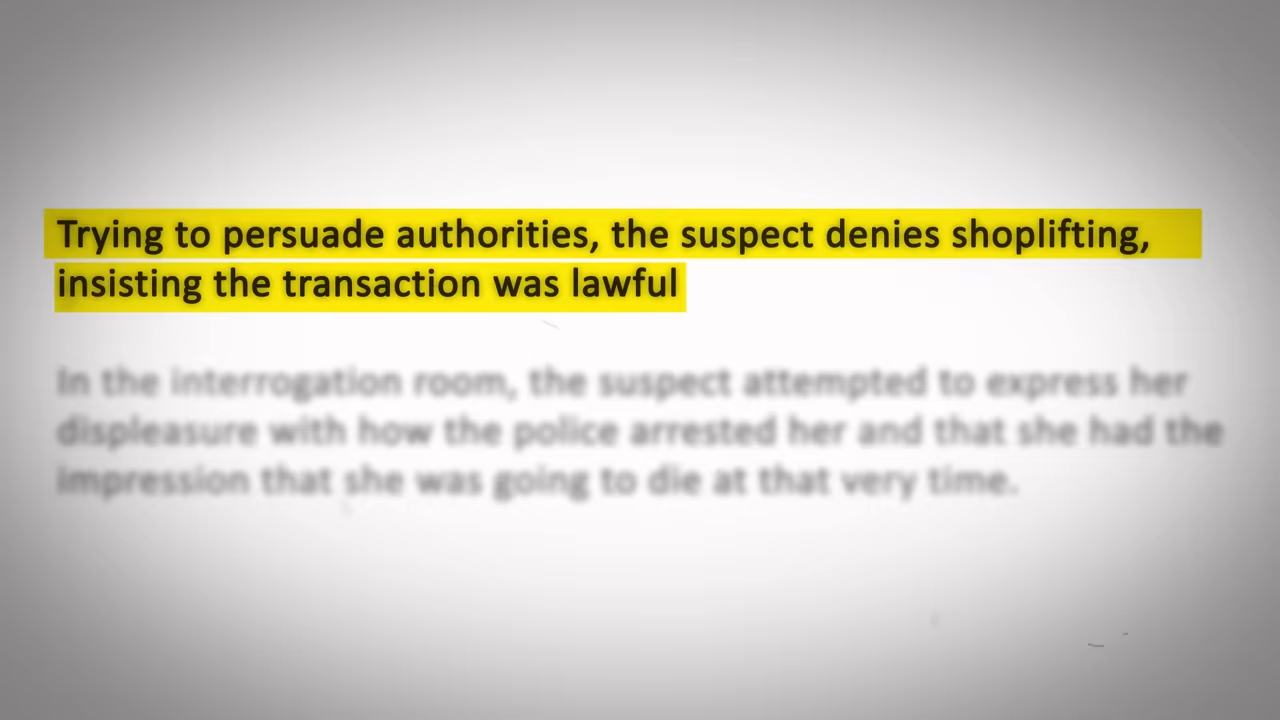 Trying to persuade authorities, the suspect denies shoplifting,
insisting the transaction was lawful
In the interrogation room, the suspect attempted to express her
displeasure with how the police arrested her and that she had the
impression that she was going to die at that very time.